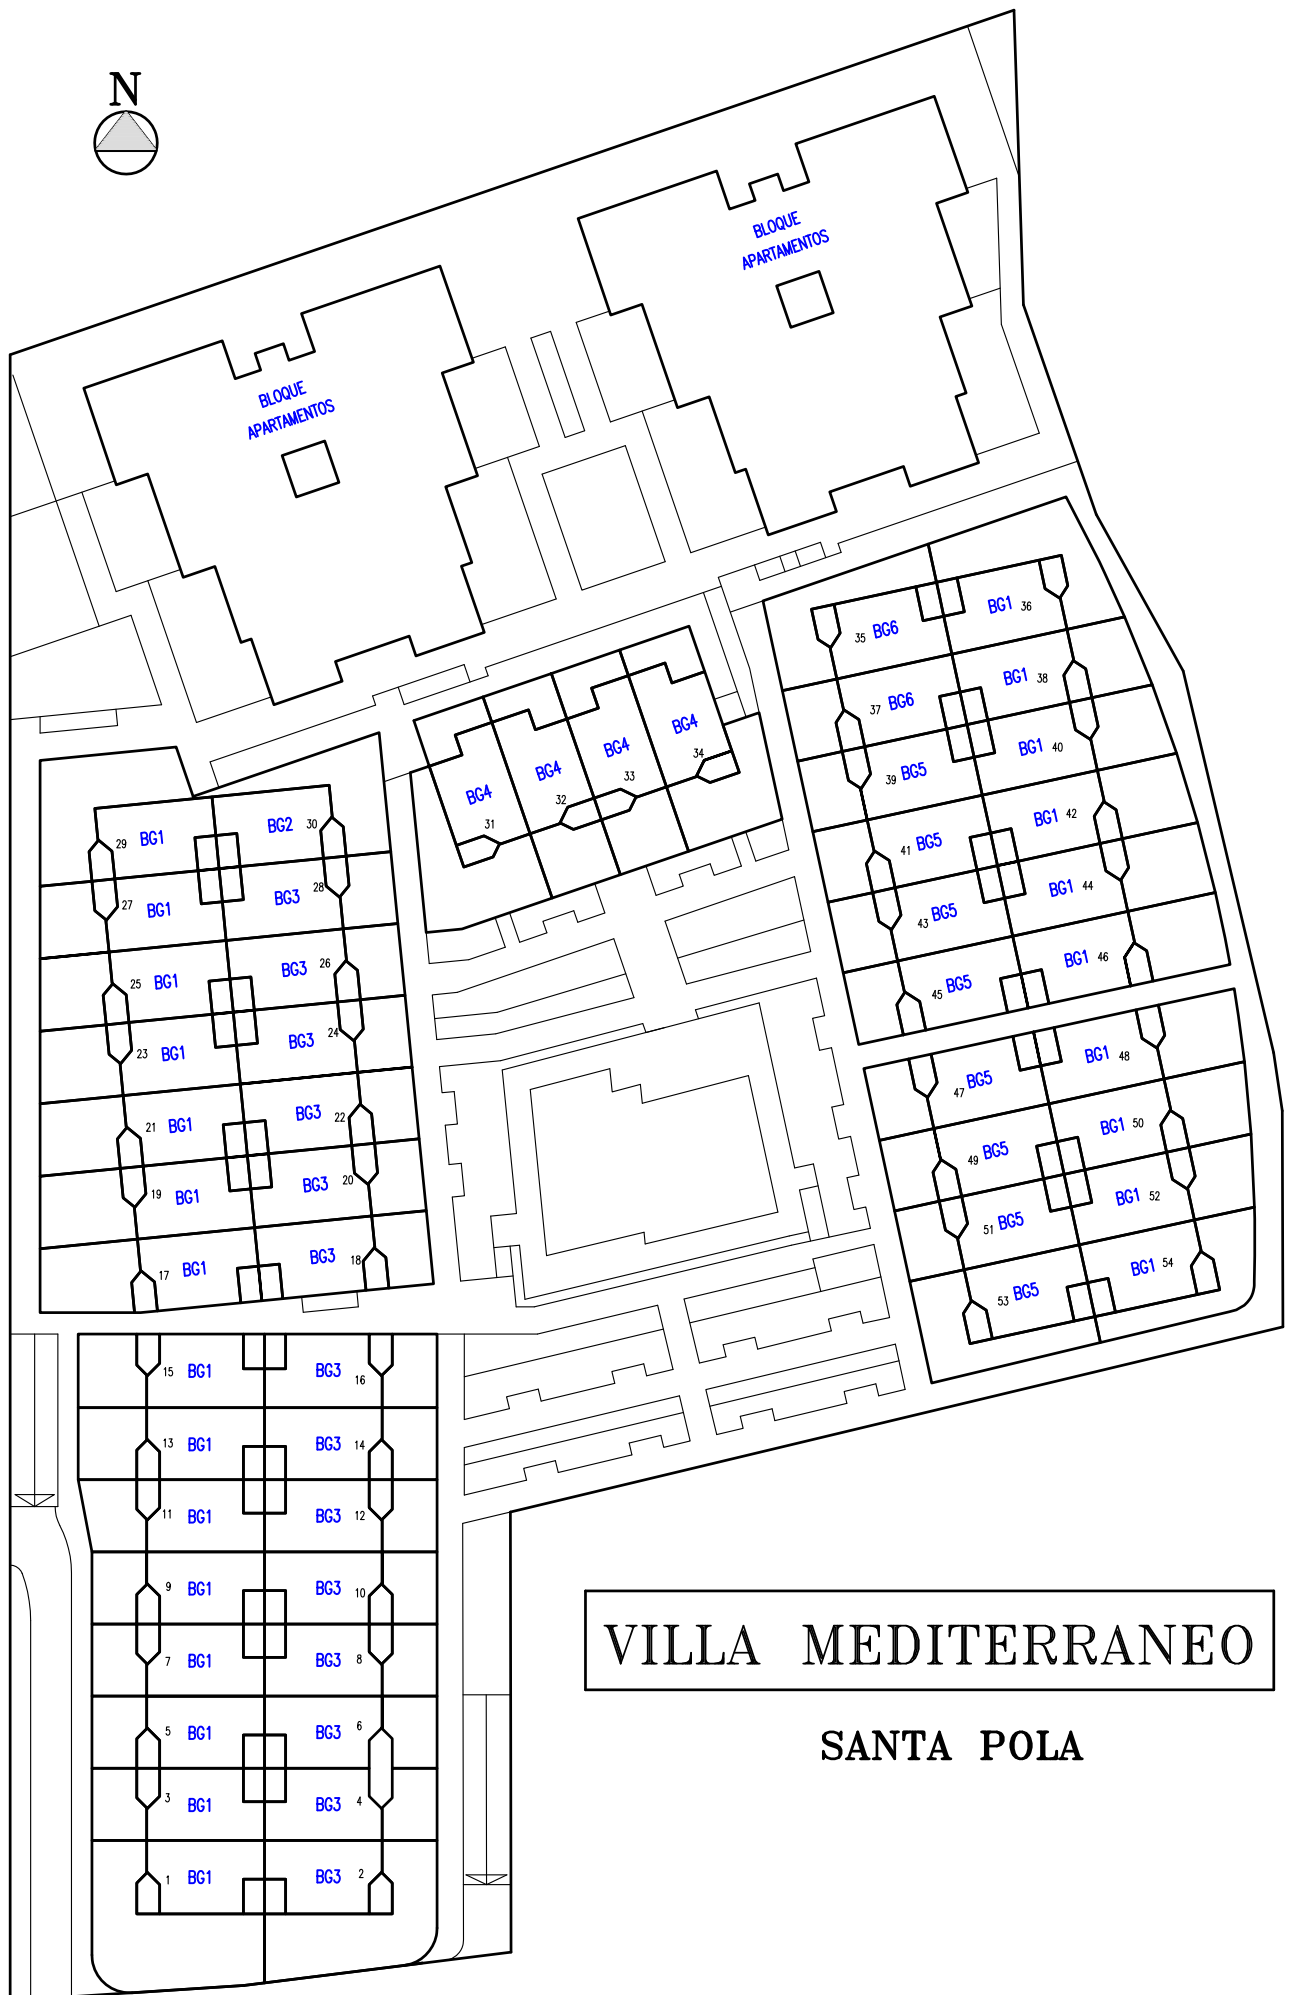 N
BLOQUE
APARTAMENTOS
BLOQUE
APARTAMENTOS
35 BG6
BG1 36
37 BG6
BG1 38
39 BG5
BG1 40
41 BG5
BG1 42
43 BG5
BG1 44
45 BG5
BG1 46
BG4 31
BG4 32
BG4 33
BG4 34
29 BG1
BG2 30
27 BG1
BG3 28
25 BG1
BG3 26
23 BG1
BG3 24
21 BG1
BG3 22
19 BG1
BG3 20
17 BG1
BG3 18
47 BG5
BG1 48
49 BG5
BG1 50
51 BG5
BG1 52
53 BG5
BG1 54
15 BG1
BG3 16
13 BG1
BG3 14
11 BG1
BG3 12
9 BG1
BG3 10
7 BG1
BG3 8
5 BG1
BG3 6
3 BG1
BG3 4
1 BG1
BG3 2
VILLA MEDITERRANEO
SANTA POLA